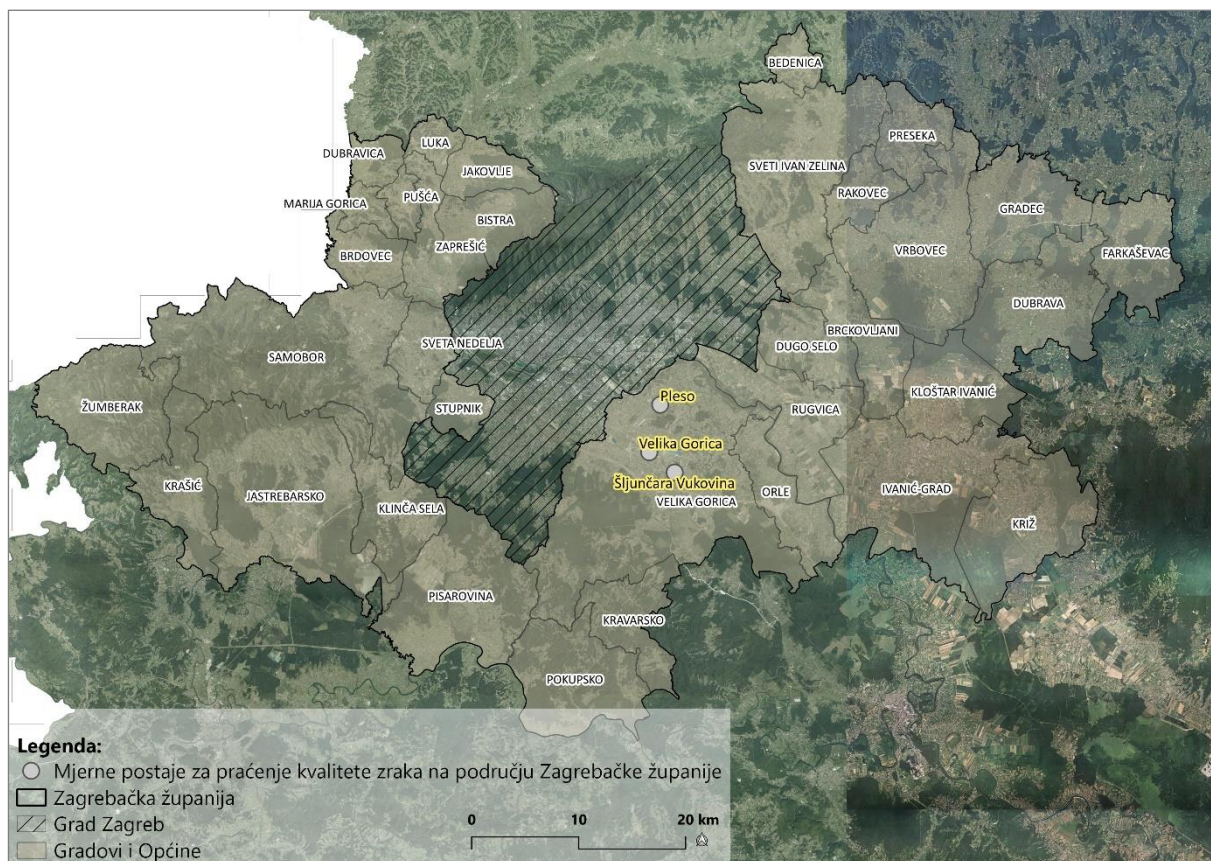 BEDENICA
PRESEKA
LUKA
DUBRAVICA
SVETI IVAN ZELINA
JAKOVLJE
RAKOVEC
PUŠĆA
MARIJA GORICA
GRADEC
BISTRA
ZAPREŠIĆ
VRBOVEC
FARKAŠEVAC
BRDOVEC
DUBRAVA
BRCKOVLJANI
SVETA NEDELJA
DUGO SELO
SAMOBOR
KLOŠTAR IVANIĆ
Pleso
ŽUMBERAK
STUPNIK
RUGVICA
Velika Gorica
Šljunčara Vukovina
KRAŠIĆ
IVANIĆ-GRAD
ORLE
JASTREBARSKO
VELIKA GORICA
KLINČA SELA
KRIŽ
PISAROVINA
KRAVARSKO
POKUPSKO
Legenda:
Mjerne postaje za praćenje kvalitete zraka na području Zagrebačke županije
Zagrebačka županija
Grad Zagreb
Gradovi i Općine
0 10 20 km